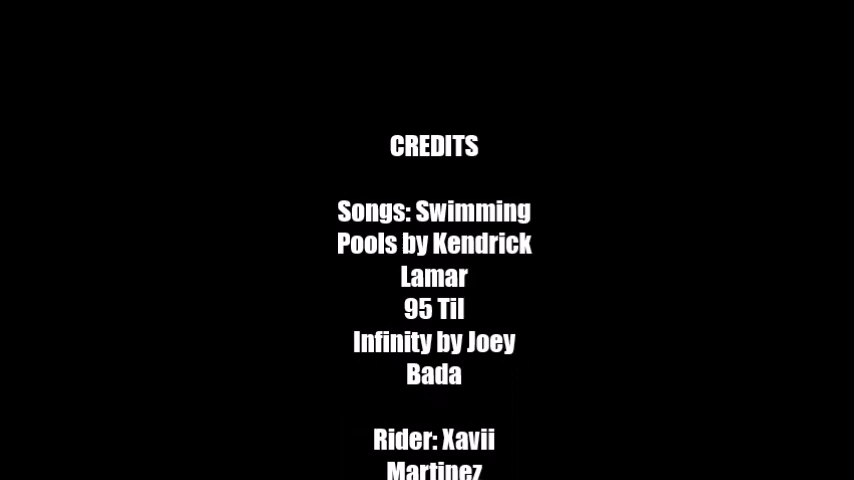 CREDITS
Songs: Swimming
Pools by Kendrick
Lamar
95 Til
Infinity by Joey
Bada
Rider: Xavii
Martinez